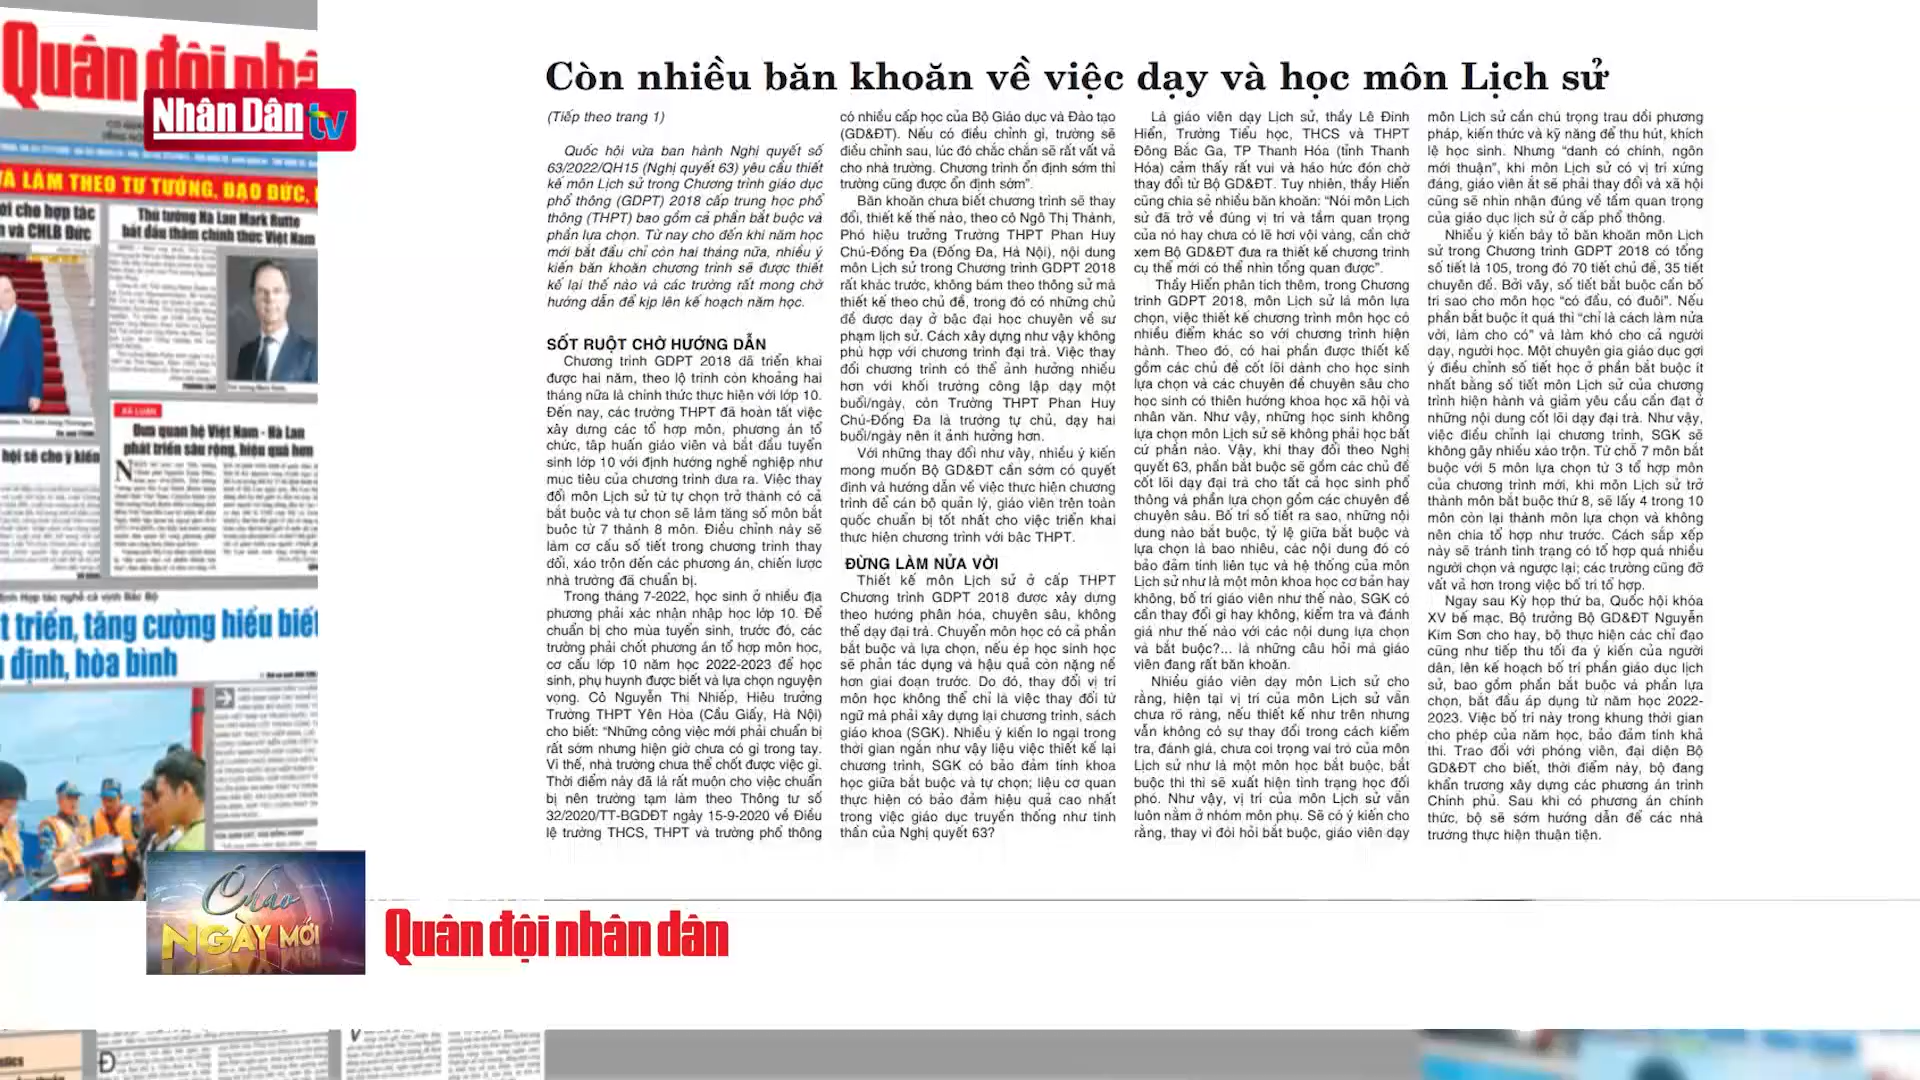 Quân đội nhâ
Nhân Dân tv
À LÀM THEO TƯ TƯỞNG, ĐẠO ĐỨC,
ới cho hợp tác
n và CHLB Đức
Thủ tướng Hà Lan Mark Rutte
bắt đầu thăm chính thức Việt Nam
XÃ LUẬN
Đưa quan hệ Việt Nam - Hà Lan
phát triển sâu rộng, hiệu quả hơn
hội sẽ cho ý kiến
t triển, tăng cường hiểu biết
định, hòa bình
Còn nhiều băn khoăn về việc dạy và học môn Lịch sử
(Tiếp theo trang 1)
Quốc hội vừa ban hành Nghị quyết số
63/2022/QH15 (Nghị quyết 63) yêu cầu thiết
kế môn Lịch sử trong Chương trình giáo dục
phổ thông (GDPT) 2018 cấp trung học phổ
thông (THPT) bao gồm cả phần bắt buộc và
phần lựa chọn. Từ nay cho đến khi năm học
mới bắt đầu chỉ còn hai tháng nữa, nhiều ý
kiến băn khoăn chương trình sẽ được thiết
kế lại thế nào và các trường rất mong chờ
hướng dẫn để kịp lên kế hoạch năm học.
SỐT RUỘT CHỜ HƯỚNG DẪN
Chương trình GDPT 2018 đã triển khai
được hai năm, theo lộ trình còn khoảng hai
tháng nữa là chính thức thực hiện với lớp 10.
Đến nay, các trường THPT đã hoàn tất việc
xây dựng các tổ hợp môn, phương án tổ
chức, tập huấn giáo viên và bắt đầu tuyển
sinh lớp 10 với định hướng nghề nghiệp như
mục tiêu của chương trình đưa ra. Việc thay
đổi môn Lịch sử từ tự chọn trở thành có cả
bắt buộc và tự chọn sẽ làm tăng số môn bắt
buộc từ 7 thành 8 môn. Điều chỉnh này sẽ
làm cơ cấu số tiết trong chương trình thay
đổi, xáo trộn đến các phương án, chiến lược
nhà trường đã chuẩn bị.
Trong tháng 7-2022, học sinh ở nhiều địa
phương phải xác nhận nhập học lớp 10. Để
chuẩn bị cho mùa tuyển sinh, trước đó, các
trường phải chốt phương án tổ hợp môn học,
cơ cấu lớp 10 năm học 2022-2023 để học
sinh, phụ huynh được biết và lựa chọn nguyện
vọng. Cô Nguyễn Thị Nhiếp, Hiệu trưởng
Trường THPT Yên Hòa (Cầu Giấy, Hà Nội)
cho biết: “Những công việc mới phải chuẩn bị
rất sớm nhưng hiện giờ chưa có gì trong tay.
Vì thế, nhà trường chưa thể chốt được việc gì.
Thời điểm này đã là rất muộn cho việc chuẩn
bị nên trường tạm làm theo Thông tư số
32/2020/TT-BGDĐT ngày 15-9-2020 về Điều
lệ trường THCS, THPT và trường phổ thông
có nhiều cấp học của Bộ Giáo dục và Đào tạo
(GD&ĐT). Nếu có điều chỉnh gì, trường sẽ
điều chỉnh sau, lúc đó chắc chắn sẽ rất vất vả
cho nhà trường. Chương trình ổn định sớm thì
trường cũng được ổn định sớm”.
Băn khoăn chưa biết chương trình sẽ thay
đổi, thiết kế thế nào, theo cô Ngô Thị Thành,
Phó hiệu trưởng Trường THPT Phan Huy
Chú-Đống Đa (Đống Đa, Hà Nội), nội dung
môn Lịch sử trong Chương trình GDPT 2018
rất khác trước, không bám theo thông sử mà
thiết kế theo chủ đề, trong đó có những chủ
đề được dạy ở bậc đại học chuyên về sư
phạm lịch sử. Cách xây dựng như vậy không
phù hợp với chương trình đại trà. Việc thay
đổi chương trình có thể ảnh hưởng nhiều
hơn với khối trường công lập dạy một
buổi/ngày, còn Trường THPT Phan Huy
Chú-Đống Đa là trường tự chủ, dạy hai
buổi/ngày nên ít ảnh hưởng hơn.
Với những thay đổi như vậy, nhiều ý kiến
mong muốn Bộ GD&ĐT cần sớm có quyết
định và hướng dẫn về việc thực hiện chương
trình để cán bộ quản lý, giáo viên trên toàn
quốc chuẩn bị tốt nhất cho việc triển khai
thực hiện chương trình với bậc THPT.
ĐỪNG LÀM NỬA VỜI
Thiết kế môn Lịch sử ở cấp THPT
Chương trình GDPT 2018 được xây dựng
theo hướng phân hóa, chuyên sâu, không
thể dạy đại trà. Chuyển môn học có cả phần
bắt buộc và lựa chọn, nếu ép học sinh học
sẽ phản tác dụng và hậu quả còn nặng nề
hơn giai đoạn trước. Do đó, thay đổi vị trí
môn học không thể chỉ là việc thay đổi từ
ngữ mà phải xây dựng lại chương trình, sách
giáo khoa (SGK). Nhiều ý kiến lo ngại trong
thời gian ngắn như vậy liệu việc thiết kế lại
chương trình, SGK có bảo đảm tính khoa
học giữa bắt buộc và tự chọn; liệu cơ quan
thực hiện có bảo đảm hiệu quả cao nhất
trong việc giáo dục truyền thống như tinh
thần của Nghị quyết 63?
Là giáo viên dạy Lịch sử, thầy Lê Đình
Hiển, Trường Tiểu học, THCS và THPT
Đông Bắc Ga, TP Thanh Hóa (tỉnh Thanh
Hóa) cảm thấy rất vui và háo hức đón chờ
thay đổi từ Bộ GD&ĐT. Tuy nhiên, thầy Hiển
cũng chia sẻ nhiều băn khoăn: “Nói môn Lịch
sử đã trở về đúng vị trí và tầm quan trọng
của nó hay chưa có lẽ hơi vội vàng, cần chờ
xem Bộ GD&ĐT đưa ra thiết kế chương trình
cụ thể mới có thể nhìn tổng quan được”.
Thầy Hiển phân tích thêm, trong Chương
trình GDPT 2018, môn Lịch sử là môn lựa
chọn, việc thiết kế chương trình môn học có
nhiều điểm khác so với chương trình hiện
hành. Theo đó, có hai phần được thiết kế
gồm các chủ đề cốt lõi dành cho học sinh
lựa chọn và các chuyên đề chuyên sâu cho
học sinh có thiên hướng khoa học xã hội và
nhân văn. Như vậy, những học sinh không
lựa chọn môn Lịch sử sẽ không phải học bất
cứ phần nào. Vậy, khi thay đổi theo Nghị
quyết 63, phần bắt buộc sẽ gồm các chủ đề
cốt lõi dạy đại trà cho tất cả học sinh phổ
thông và phần lựa chọn gồm các chuyên đề
chuyên sâu. Bố trí số tiết ra sao, những nội
dung nào bắt buộc, tỷ lệ giữa bắt buộc và
lựa chọn là bao nhiêu, các nội dung đó có
bảo đảm tính liên tục và hệ thống của môn
Lịch sử như là một môn khoa học cơ bản hay
không, bố trí giáo viên như thế nào, SGK có
cần thay đổi gì hay không, kiểm tra và đánh
giá như thế nào với các nội dung lựa chọn
và bắt buộc?... là những câu hỏi mà giáo
viên đang rất băn khoăn.
Nhiều giáo viên dạy môn Lịch sử cho
rằng, hiện tại vị trí của môn Lịch sử vẫn
chưa rõ ràng, nếu thiết kế như trên nhưng
vẫn không có sự thay đổi trong cách kiểm
tra, đánh giá, chưa coi trọng vai trò của môn
Lịch sử như là một môn học bắt buộc, bắt
buộc thi thì sẽ xuất hiện tình trạng học đối
phó. Như vậy, vị trí của môn Lịch sử vẫn
luôn nằm ở nhóm môn phụ. Sẽ có ý kiến cho
rằng, thay vì đòi hỏi bắt buộc, giáo viên dạy
môn Lịch sử cần chú trọng trau dồi phương
pháp, kiến thức và kỹ năng để thu hút, khích
lệ học sinh. Nhưng “danh có chính, ngôn
mới thuận”, khi môn Lịch sử có vị trí xứng
đáng, giáo viên ắt sẽ phải thay đổi và xã hội
cũng sẽ nhìn nhận đúng về tầm quan trọng
của giáo dục lịch sử ở cấp phổ thông.
Nhiều ý kiến bày tỏ băn khoăn môn Lịch
sử trong Chương trình GDPT 2018 có tổng
số tiết là 105, trong đó 70 tiết chủ đề, 35 tiết
chuyên đề. Bởi vậy, số tiết bắt buộc cần bố
trí sao cho môn học “có đầu, có đuôi”. Nếu
phần bắt buộc ít quá thì “chỉ là cách làm nửa
vời, làm cho có” và làm khó cho cả người
dạy, người học. Một chuyên gia giáo dục gợi
ý điều chỉnh số tiết học ở phần bắt buộc ít
nhất bằng số tiết môn Lịch sử của chương
trình hiện hành và giảm yêu cầu cần đạt ở
những nội dung cốt lõi dạy đại trà. Như vậy,
việc điều chỉnh lại chương trình, SGK sẽ
không gây nhiều xáo trộn. Từ chỗ 7 môn bắt
buộc với 5 môn lựa chọn từ 3 tổ hợp môn
của chương trình mới, khi môn Lịch sử trở
thành môn bắt buộc thứ 8, sẽ lấy 4 trong 10
môn còn lại thành môn lựa chọn và không
nên chia tổ hợp như trước. Cách sắp xếp
này sẽ tránh tình trạng có tổ hợp quá nhiều
người chọn và ngược lại; các trường cũng đỡ
vất vả hơn trong việc bố trí tổ hợp.
Ngay sau Kỳ họp thứ ba, Quốc hội khóa
XV bế mạc, Bộ trưởng Bộ GD&ĐT Nguyễn
Kim Sơn cho hay, bộ thực hiện các chỉ đạo
cũng như tiếp thu tối đa ý kiến của người
dân, lên kế hoạch bố trí phần giáo dục lịch
sử, bao gồm phần bắt buộc và phần lựa
chọn, bắt đầu áp dụng từ năm học 2022-
2023. Việc bố trí này trong khung thời gian
cho phép của năm học, bảo đảm tính khả
thi. Trao đổi với phóng viên, đại diện Bộ
GD&ĐT cho biết, thời điểm này, bộ đang
khẩn trương xây dựng các phương án trình
Chính phủ. Sau khi có phương án chính
thức, bộ sẽ sớm hướng dẫn để các nhà
trường thực hiện thuận tiện.
Chào
NGÀY MỚI
Quân đội nhân dân